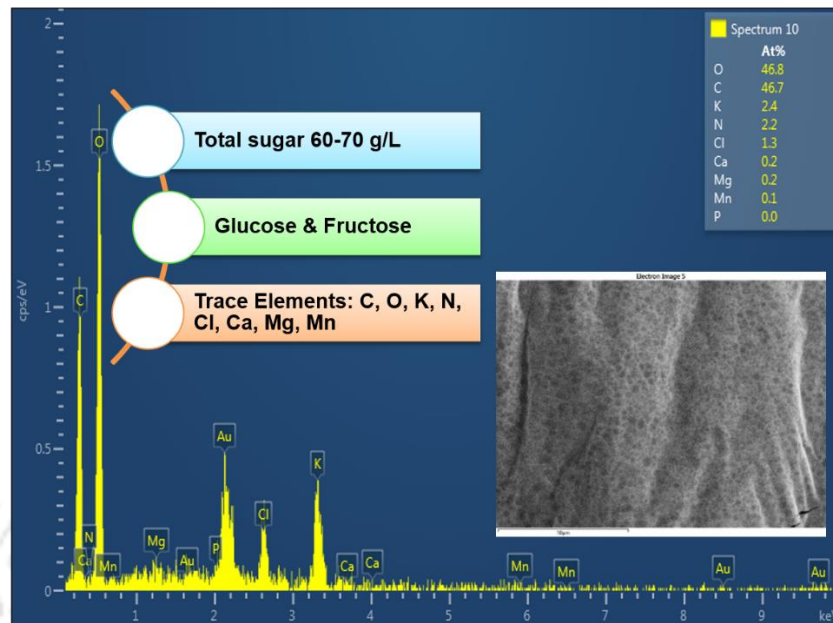 Spectrum 10
At%
O 46.8
C 46.7
K 2.4
N 2.2
Cl 1.3
Ca 0.2
Mg 0.2
Mn 0.1
P 0.0
Total sugar 60-70 g/L
Glucose & Fructose
Trace Elements: C, O, K, N,
Cl, Ca, Mg, Mn
Electron Image 5
10µm
cps/eV
2
1.5
1
0.5
0
O
C
Au
K
Cl
N
Mg
P
Ca
Mn
Au
Ca
Ca
Mn
Mn
Au
Au
1 2 3 4 5 6 7 8 9 keV